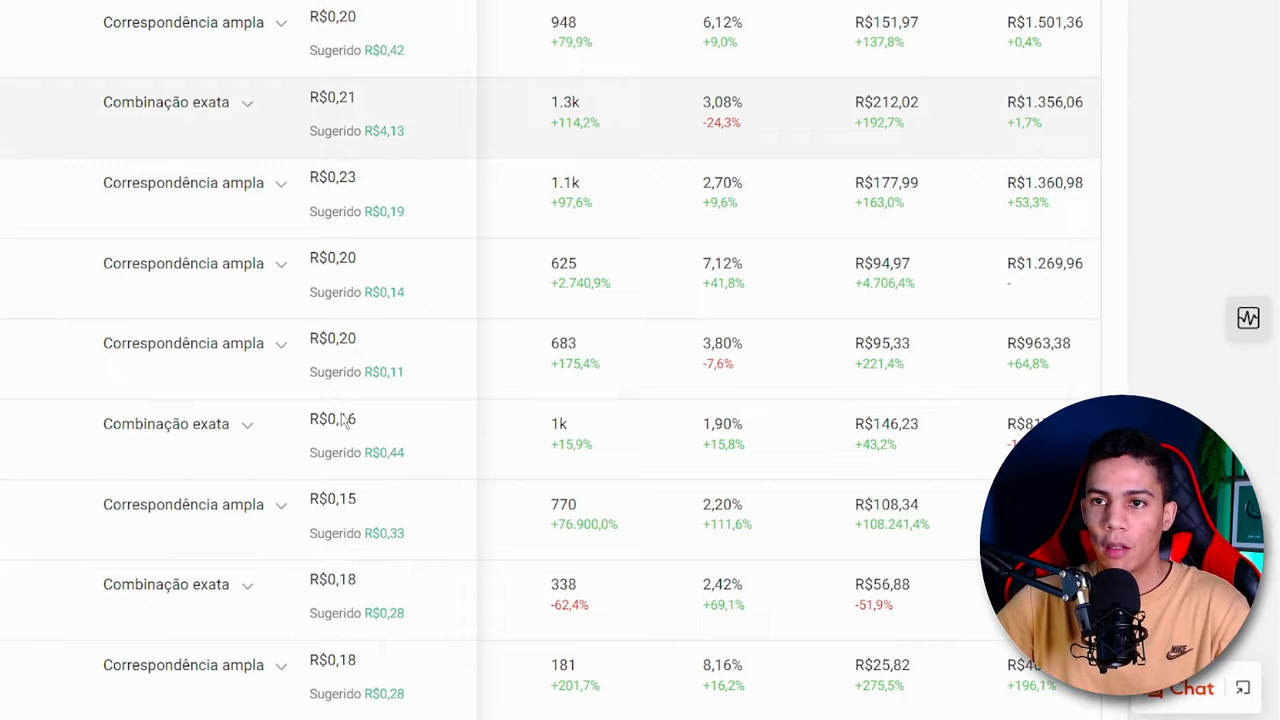 Correspondência ampla R$0,20 948 6,12% R$151,97 R$1.501,36
Sugerido R$0,42 +79,9% +9,0% +137,8% +0,4%
Combinação exata R$0,21 1.3k 3,08% R$212,02 R$1.356,06
Sugerido R$4,13 +114,2% -24,3% +192,7% +1,7%
Correspondência ampla R$0,23 1.1k 2,70% R$177,99 R$1.360,98
Sugerido R$0,19 +97,6% +9,6% +163,0% +53,3%
Correspondência ampla R$0,20 625 7,12% R$94,97 R$1.269,96
Sugerido R$0,14 +2.740,9% +41,8% +4.706,4% -
Correspondência ampla R$0,20 683 3,80% R$95,33 R$963,38
Sugerido R$0,11 +175,4% -7,6% +221,4% +64,8%
Combinação exata 1k 1,90% R$146,23
Sugerido R$0,44 +15,9% +15,8% +43,2%
Correspondência ampla R$0,15 770 2,20% R$108,34
Sugerido R$0,33 +76.900,0% +111,6% +108.241,4%
Combinação exata R$0,18 338 2,42% R$56,88
Sugerido R$0,28 -62,4% +69,1% -51,9%
Correspondência ampla R$0,18 181 8,16% R$25,82
Sugerido R$0,28 +201,7% +16,2% +275,5% +196,1%
Chat
NIKE